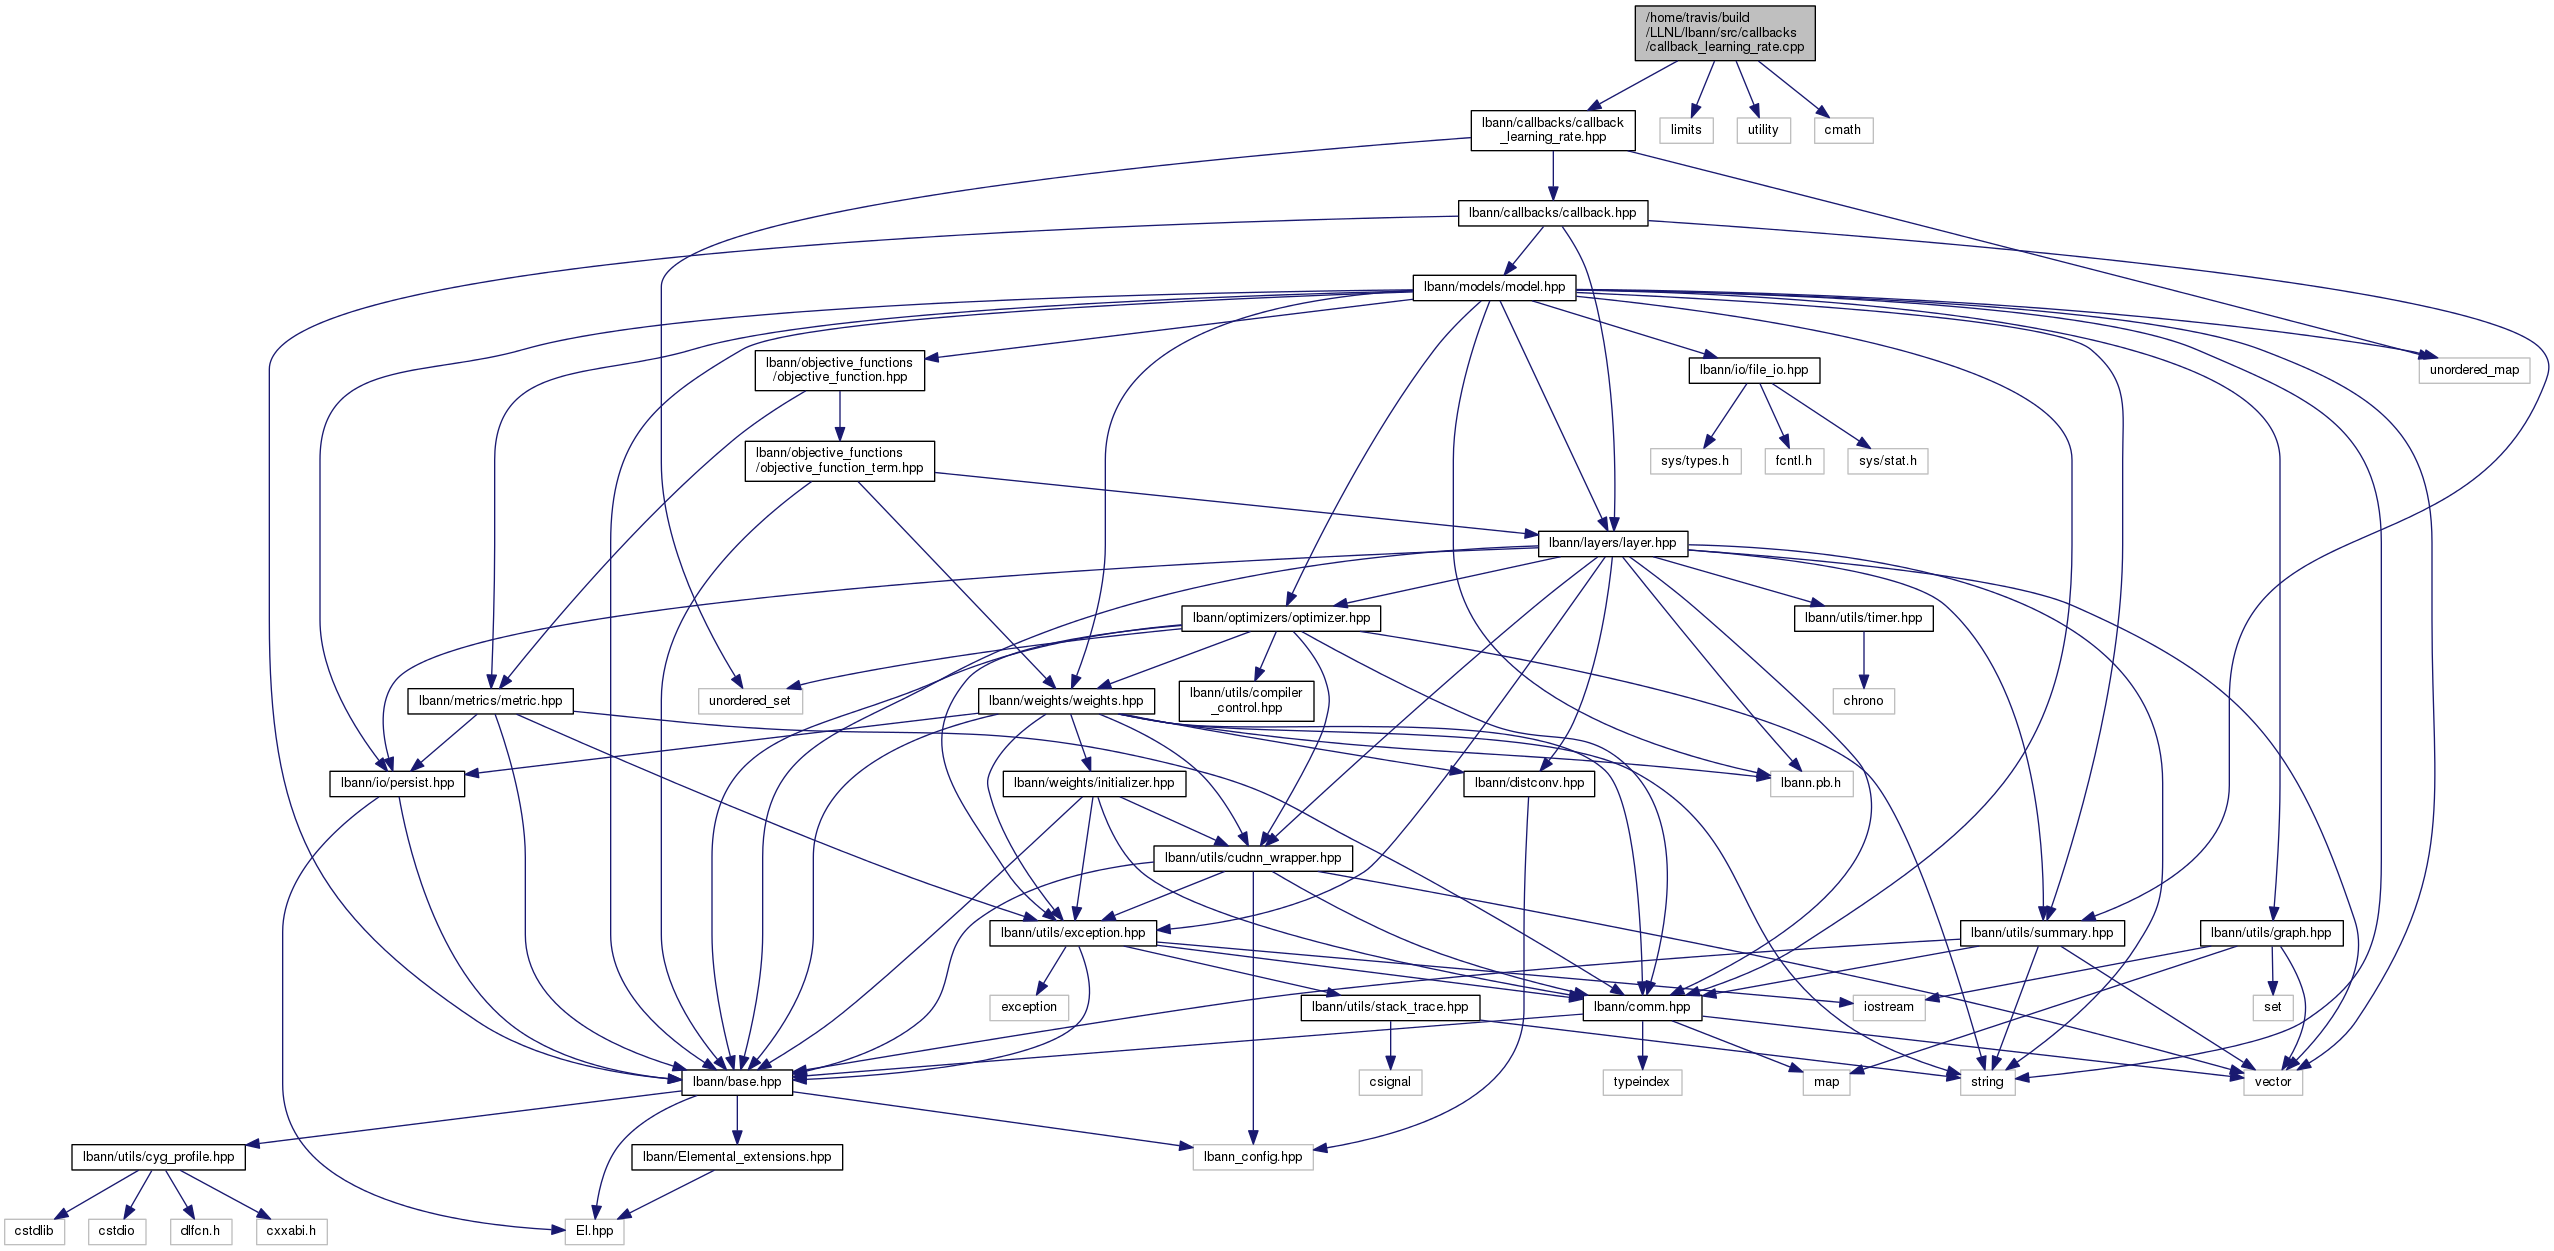 /home/travis/build
/LLNL/lbann/src/callbacks
/callback_learning_rate.cpp
lbann/callbacks/callback
_learning_rate.hpp
limits
utility
cmath
lbann/callbacks/callback.hpp
lbann/models/model.hpp
lbann/objective_functions
/objective_function.hpp
lbann/io/file_io.hpp
unordered_map
lbann/objective_functions
/objective_function_term.hpp
sys/types.h
fcntl.h
sys/stat.h
lbann/layers/layer.hpp
lbann/optimizers/optimizer.hpp
lbann/utils/timer.hpp
lbann/metrics/metric.hpp
unordered_set
lbann/weights/weights.hpp
lbann/utils/compiler
_control.hpp
chrono
lbann/io/persist.hpp
lbann/weights/initializer.hpp
lbann/distconv.hpp
lbann.pb.h
lbann/utils/cudnn_wrapper.hpp
lbann/utils/exception.hpp
lbann/utils/summary.hpp
lbann/utils/graph.hpp
exception
lbann/utils/stack_trace.hpp
lbann/comm.hpp
iostream
set
lbann/base.hpp
csignal
typeindex
map
string
vector
lbann/utils/cyg_profile.hpp
lbann/Elemental_extensions.hpp
lbann_config.hpp
cstdlib
cstdio
dlfcn.h
cxxabi.h
El.hpp